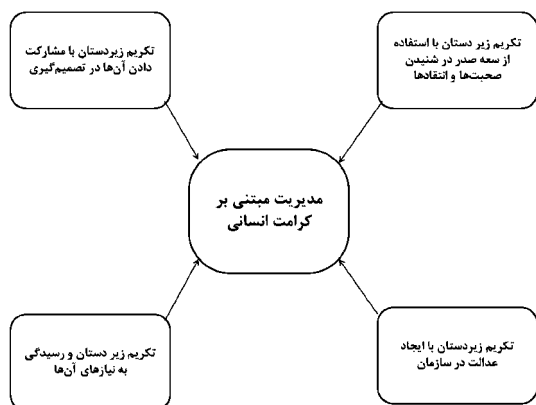 تکریم زیر دستان با استفاده
از سعه صدر در شنیدن
صحبت‌ها و انتقادها
تکریم زیردستان با مشارکت
دادن آن‌ها در تصمیم‌گیری
مدیریت مبتنی بر
کرامت انسانی
تکریم زیردستان با ایجاد
عدالت در سازمان
تکریم زیر دستان و رسیدگی
به نیازهای آن‌ها